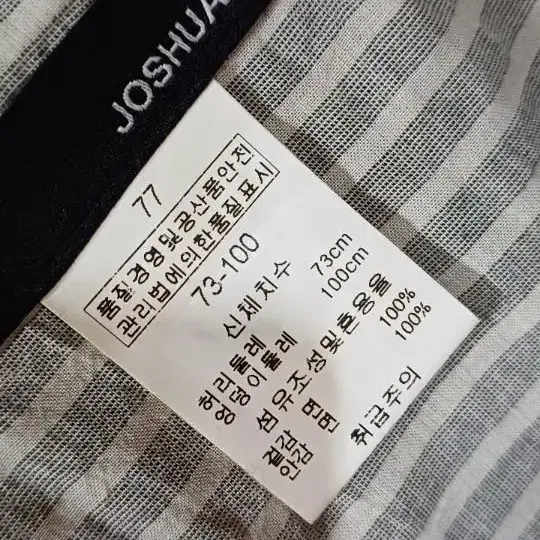 JOSHUA
77
품질경영및공산품안전
관리법에의한품질표시
73-100
신체치수
허리둘레 73cm
엉덩이둘레 100cm
섬유조성및혼용율
겉감 면 100%
안감 면 100%
취급주의